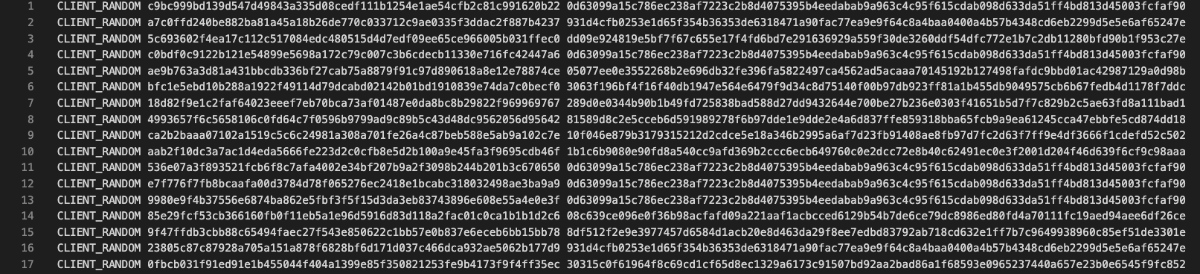 1 CLIENT_RANDOM c9bc999bd139d547d49843a335d08cedf111b1254e1ae54cfb2c81c991620b22 0d63099a15c786ec238af7223c2b8d4075395b4eedabab9a963c4c95f615cdab098d633da51ff4bd813d45003fcfaf90
2 CLIENT_RANDOM a7c0ffd240be882ba81a45a18b26de770c033712c9ae0335f3ddac2f887b4237 931d4cfb0253e1d65f354b36353de6318471a90fac77ea9e9f64c8a4baa0400a4b57b4348cd6eb2299d5e5e6af65247e
3 CLIENT_RANDOM 5c693602f4ea17c112c517084edc480515d4d7edf09ee65ce966005b031ffec0 dd09e924819e5bf7f67c655e17f4fd6bd7e291636929a559f30de3260ddf54dfc772e1b7c2db11280bfd90b1f953c27e
4 CLIENT_RANDOM c0bdf0c9122b121e54899e5698a172c79c007c3b6cdecb11330e716fc42447a6 0d63099a15c786ec238af7223c2b8d4075395b4eedabab9a963c4c95f615cdab098d633da51ff4bd813d45003fcfaf90
5 CLIENT_RANDOM ae9b763a3d81a431bbcdb336bf27cab75a8879f91c97d890618a8e12e78874ce 05077ee0e3552268b2e696db32fe396fa5822497ca4562ad5acaaa70145192b127498fafdc9bbd01ac42987129a0d98b
6 CLIENT_RANDOM bfc1e5ebd10b288a1922f49114d79dcabd02142b01bd1910839e74da7c0becf0 3063f196bf4f16f40db1947e564e6479f9d34c8d75140f00b97db923ff81a1b455db9049575cb6b67fedb4d1178f7ddc
7 CLIENT_RANDOM 18d82f9e1c2faf64023eeef7eb70bca73af01487e0da8bc8b29822f969969767 289d0e0344b90b1b49fd725838bad588d27dd9432644e700be27b236e0303f41651b5d7f7c829b2c5ae63fd8a111bad1
8 CLIENT_RANDOM 4993657f6c5658106c0fd64c7f0596b9799ad9c89b5c43d48dc9562056d95642 81589d8c2e5cceb6d591989278f6b97dde1e9dde2e4a6d837ffe859318bba65fcb9a9ea61245cca47ebbfe5cd874dd18
9 CLIENT_RANDOM ca2b2baaa07102a1519c5c6c24981a308a701fe26a4c87beb588e5ab9a102c7e 10f046e879b3179315212d2cdce5e18a346b2995a6af7d23fb91408ae8fb97d7fc2d63f7ff9e4df3666f1cdefd52c502
10 CLIENT_RANDOM aab2f10dc3a7ac1d4eda5666fe223d2c0cfb8e5d2b100a9e45fa3f9695cdb46f 1b1c6b9080e90fd8a540cc9afd369b2ccc6ecb649760c0e2dcc72e8b40c62491ec0e3f2001d204f46d639f6cf9c98aaa
11 CLIENT_RANDOM 536e07a3f893521fcb6f8c7afa4002e34bf207b9a2f3098b244b201b3c670650 0d63099a15c786ec238af7223c2b8d4075395b4eedabab9a963c4c95f615cdab098d633da51ff4bd813d45003fcfaf90
12 CLIENT_RANDOM e7f776f7fb8bcaafa00d3784d78f065276ec2418e1bcabc318032498ae3ba9a9 0d63099a15c786ec238af7223c2b8d4075395b4eedabab9a963c4c95f615cdab098d633da51ff4bd813d45003fcfaf90
13 CLIENT_RANDOM 9980e9f4b37556e6874ba862e5fbf3f5f15d3da3eb83743896e608e55a4e0e3f 0d63099a15c786ec238af7223c2b8d4075395b4eedabab9a963c4c95f615cdab098d633da51ff4bd813d45003fcfaf90
14 CLIENT_RANDOM 85e29fcf53cb366160fb0f11eb5a1e96d5916d83d118a2fac01c0ca1b1b1d2c6 08c639ce096e0f36b98acfafd09a221aaf1acbcced6129b54b7de6ce79dc8986ed80fd4a70111fc19aed94aee6df26ce
15 CLIENT_RANDOM 9f47ffdb3cbb88c65494faec27f543e850622c1bb57e0b837e6eceb6bb15bb78 8df512f2e9e3977457d6584d1acb20e8d463da29f8ee7edbd83792ab718cd632e1ff7b7c9649938960c85ef51de3301e
16 CLIENT_RANDOM 23805c87c87928a705a151a878f6828bf6d171d037c466dca932ae5062b177d9 931d4cfb0253e1d65f354b36353de6318471a90fac77ea9e9f64c8a4baa0400a4b57b4348cd6eb2299d5e5e6af65247e
17 CLIENT_RANDOM 0fbcb031f91ed91e1b455044f404a1399e85f350821253fe9b4173f9f4ff35ec 30315c0f61964f8c69cd1cf65d8ec1329a6173c91507bd92aa2bad86a1f68593e0965237440a657e23b0e6545f9fc852